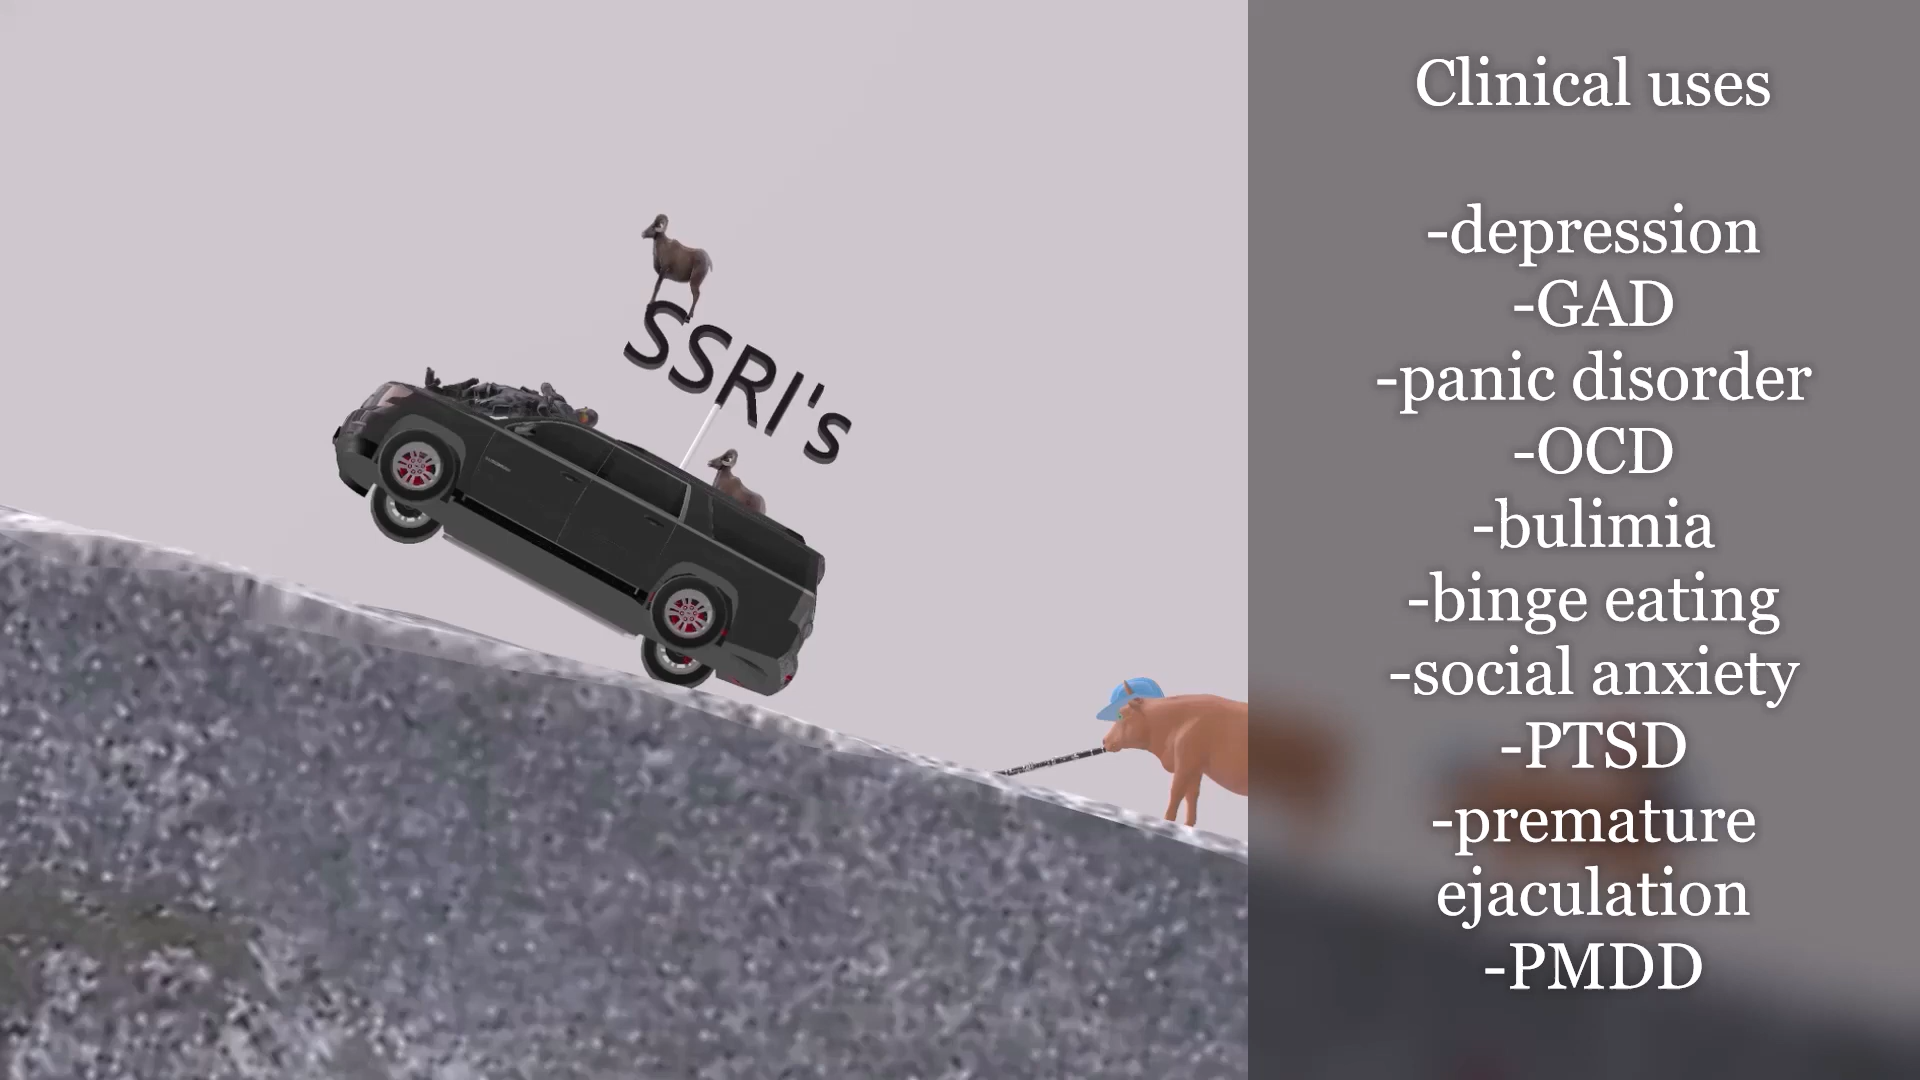 SSRI's
Clinical uses
-depression
-GAD
-panic disorder
-OCD
-bulimia
-binge eating
-social anxiety
-PTSD
-premature
ejaculation
-PMDD